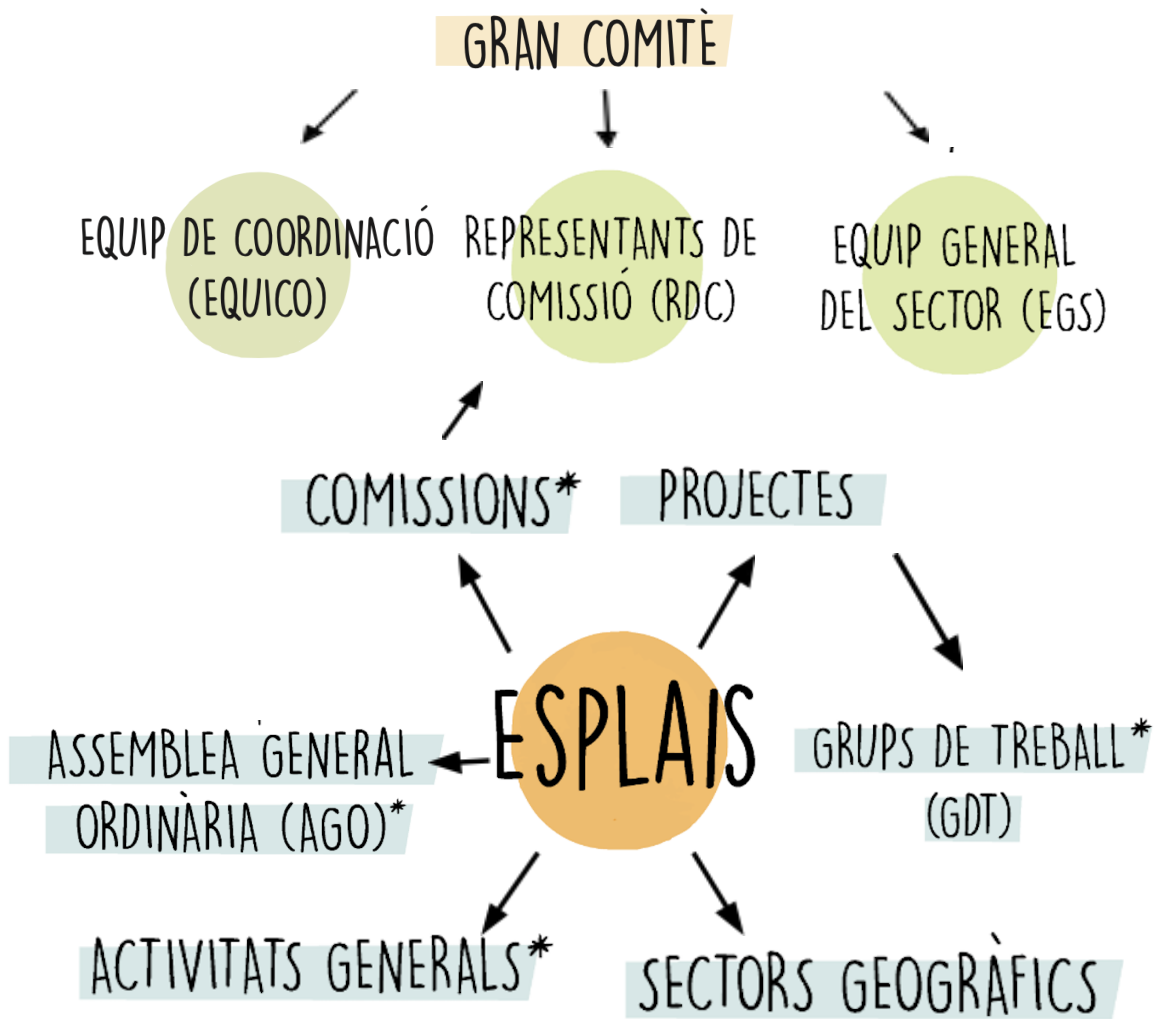 GRAN COMITÈ
EQUIP DE COORDINACIÓ
(EQUICO)
REPRESENTANTS DE
COMISSIÓ (RDC)
EQUIP GENERAL
DEL SECTOR (EGS)
COMISSIONS*
PROJECTES
ESPLAIS
ASSEMBLEA GENERAL
ORDINÀRIA (AGO)*
GRUPS DE TREBALL*
(GDT)
ACTIVITATS GENERALS*
SECTORS GEOGRÀFICS